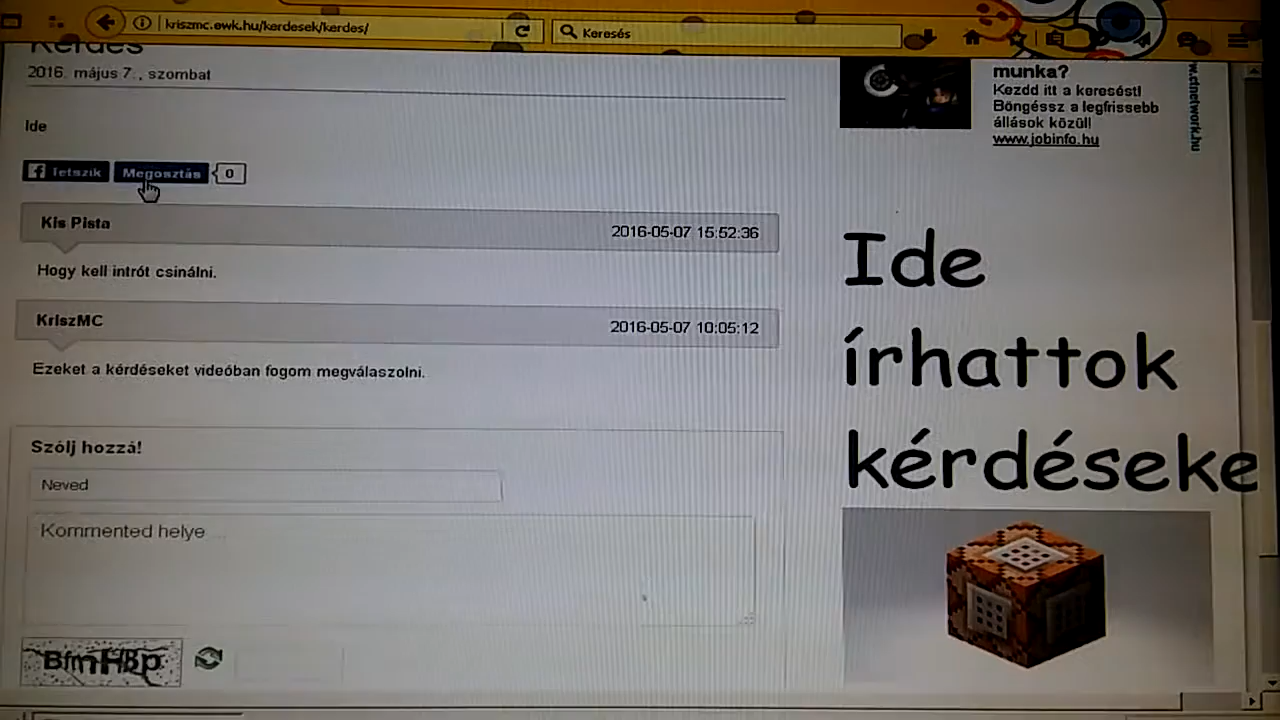 kriszmc.ewk.hu/kerdesek/kerdes/
Keresés
Kérdés
2016. május 7., szombat
Ide
Tetszik
Megosztás
0
Kis Pista
2016-05-07 15:52:36
Hogy kell intrót csinálni.
KriszMC
2016-05-07 10:05:12
Ezeket a kérdéseket videóban fogom megválaszolni.
Szólj hozzá!
Neved
Kommented helye
munka?
Kezdd itt a keresést!
Böngéssz a legfrissebb
állások közül!
www.jobinfo.hu
w.ctnetwork.hu
Ide
írhattok
kérdéseke